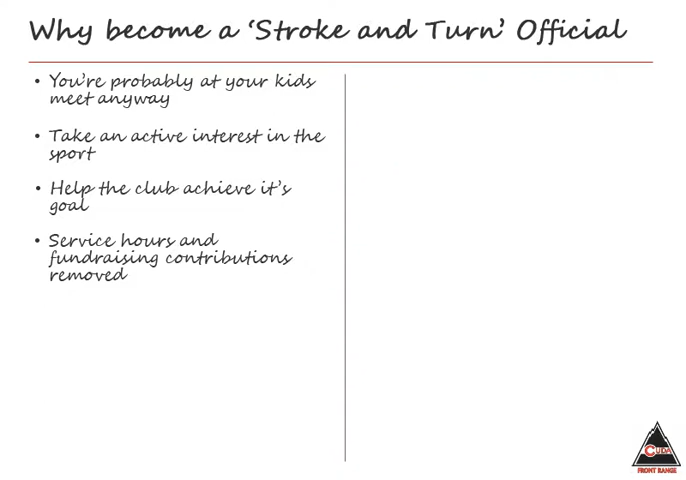 Why become a ‘Stroke and Turn’ Official
• You’re probably at your kids
meet anyway
• Take an active interest in the
sport
• Help the club achieve it’s
goal
• Service hours and
fundraising contributions
removed
CUDA
FRONT RANGE